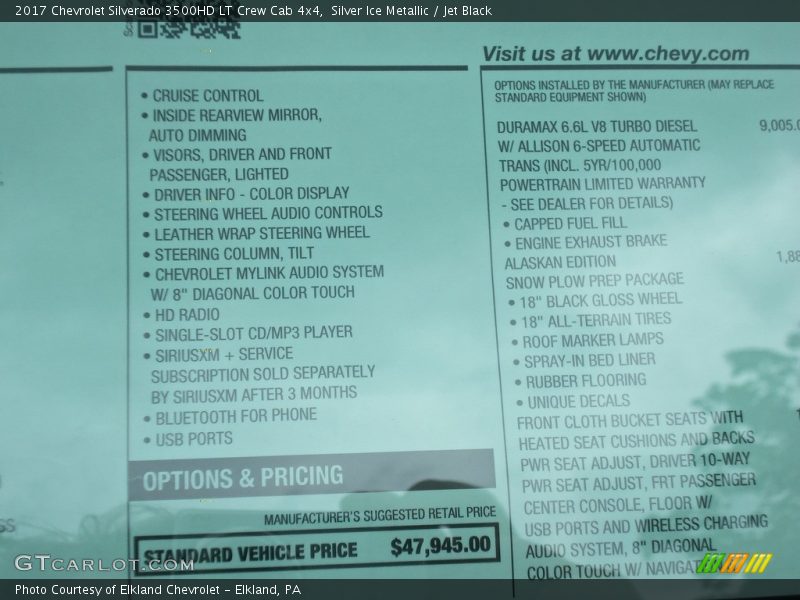 2017 Chevrolet Silverado 3500HD LT Crew Cab 4x4, Silver Ice Metallic / Jet Black
Visit us at www.chevy.com
• CRUISE CONTROL
• INSIDE REARVIEW MIRROR,
AUTO DIMMING
• VISORS, DRIVER AND FRONT
PASSENGER, LIGHTED
• DRIVER INFO - COLOR DISPLAY
• STEERING WHEEL AUDIO CONTROLS
• LEATHER WRAP STEERING WHEEL
• STEERING COLUMN, TILT
• CHEVROLET MYLINK AUDIO SYSTEM
W/ 8" DIAGONAL COLOR TOUCH
• HD RADIO
• SINGLE-SLOT CD/MP3 PLAYER
• SIRIUSXM + SERVICE
SUBSCRIPTION SOLD SEPARATELY
BY SIRIUSXM AFTER 3 MONTHS
• BLUETOOTH FOR PHONE
• USB PORTS
OPTIONS & PRICING
MANUFACTURER'S SUGGESTED RETAIL PRICE
STANDARD VEHICLE PRICE $47,945.00
OPTIONS INSTALLED BY THE MANUFACTURER (MAY REPLACE
STANDARD EQUIPMENT SHOWN)
DURAMAX 6.6L V8 TURBO DIESEL 9,005.0
W/ ALLISON 6-SPEED AUTOMATIC
TRANS (INCL. 5YR/100,000
POWERTRAIN LIMITED WARRANTY
- SEE DEALER FOR DETAILS)
• CAPPED FUEL FILL
• ENGINE EXHAUST BRAKE
ALASKAN EDITION 1,88
SNOW PLOW PREP PACKAGE
• 18" BLACK GLOSS WHEEL
• 18" ALL-TERRAIN TIRES
• ROOF MARKER LAMPS
• SPRAY-IN BED LINER
• RUBBER FLOORING
• UNIQUE DECALS
FRONT CLOTH BUCKET SEATS WITH
HEATED SEAT CUSHIONS AND BACKS
PWR SEAT ADJUST, DRIVER 10-WAY
PWR SEAT ADJUST, FRT PASSENGER
CENTER CONSOLE, FLOOR W/
USB PORTS AND WIRELESS CHARGING
AUDIO SYSTEM, 8" DIAGONAL
COLOR TOUCH W/ NAVIGAT
GTCarLot.com
Photo Courtesy of Elkland Chevrolet - Elkland, PA